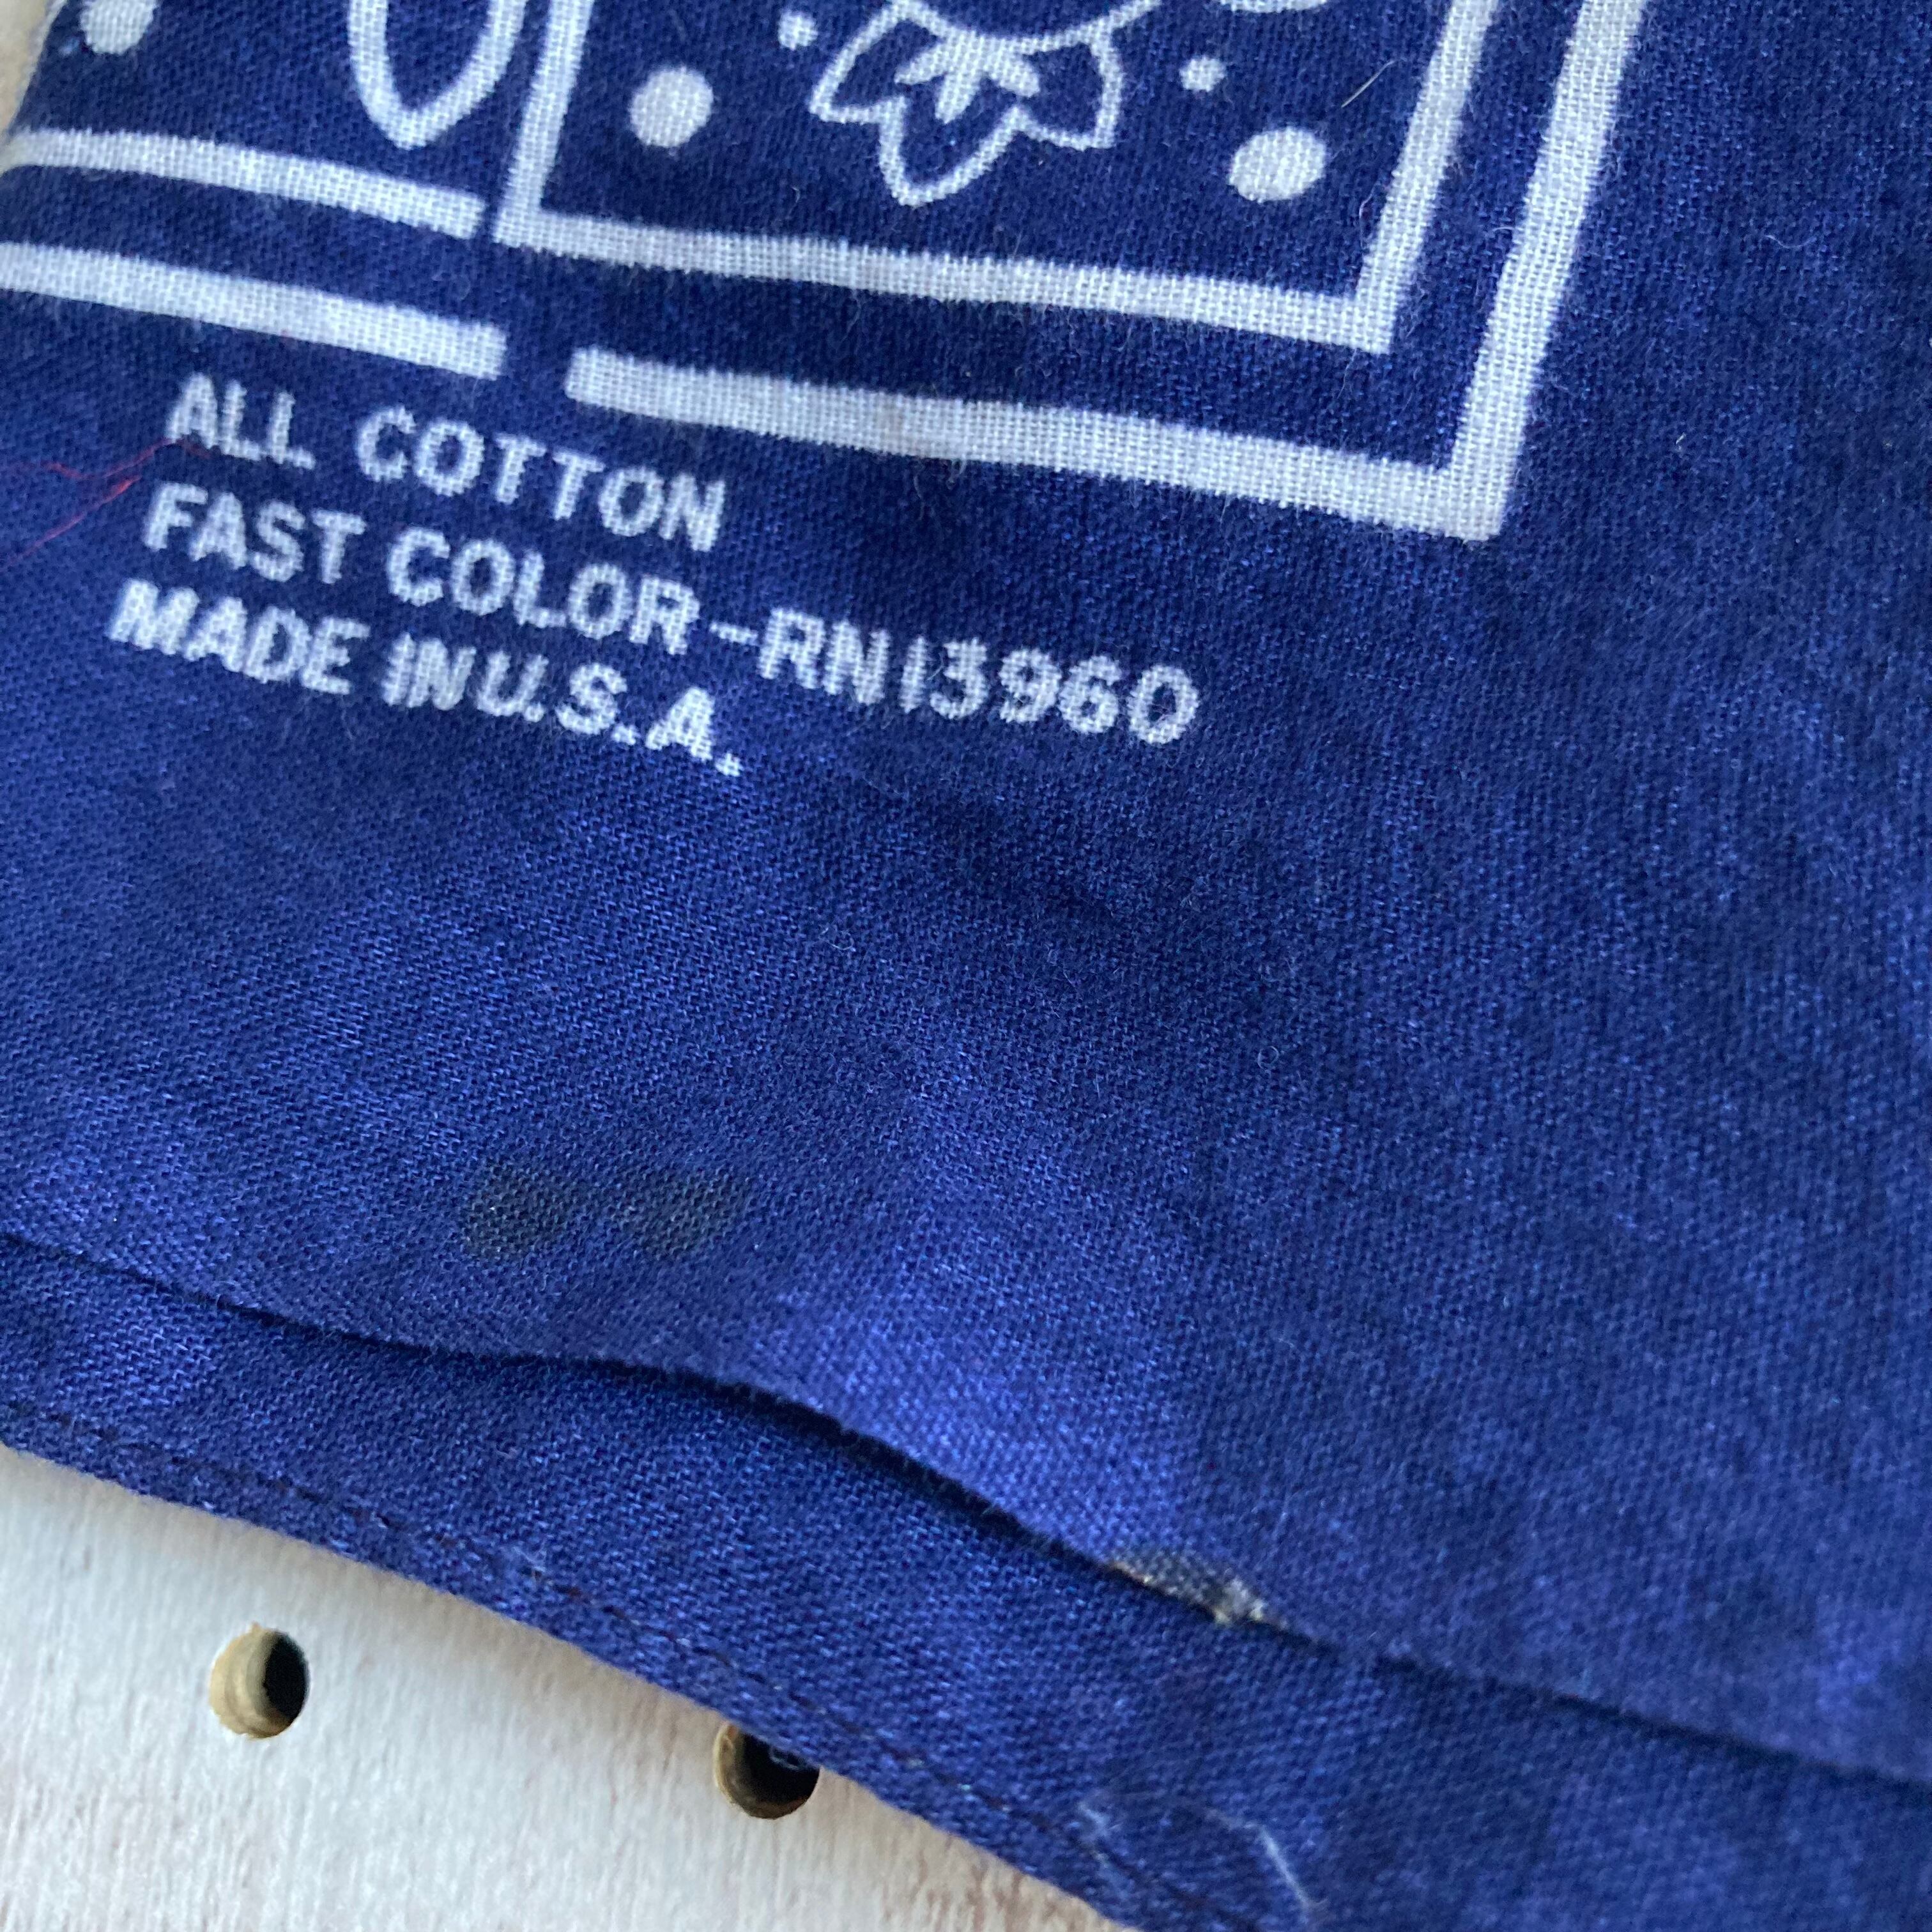 ALL COTTON
FAST COLOR-RN13960
MADE IN U.S.A.